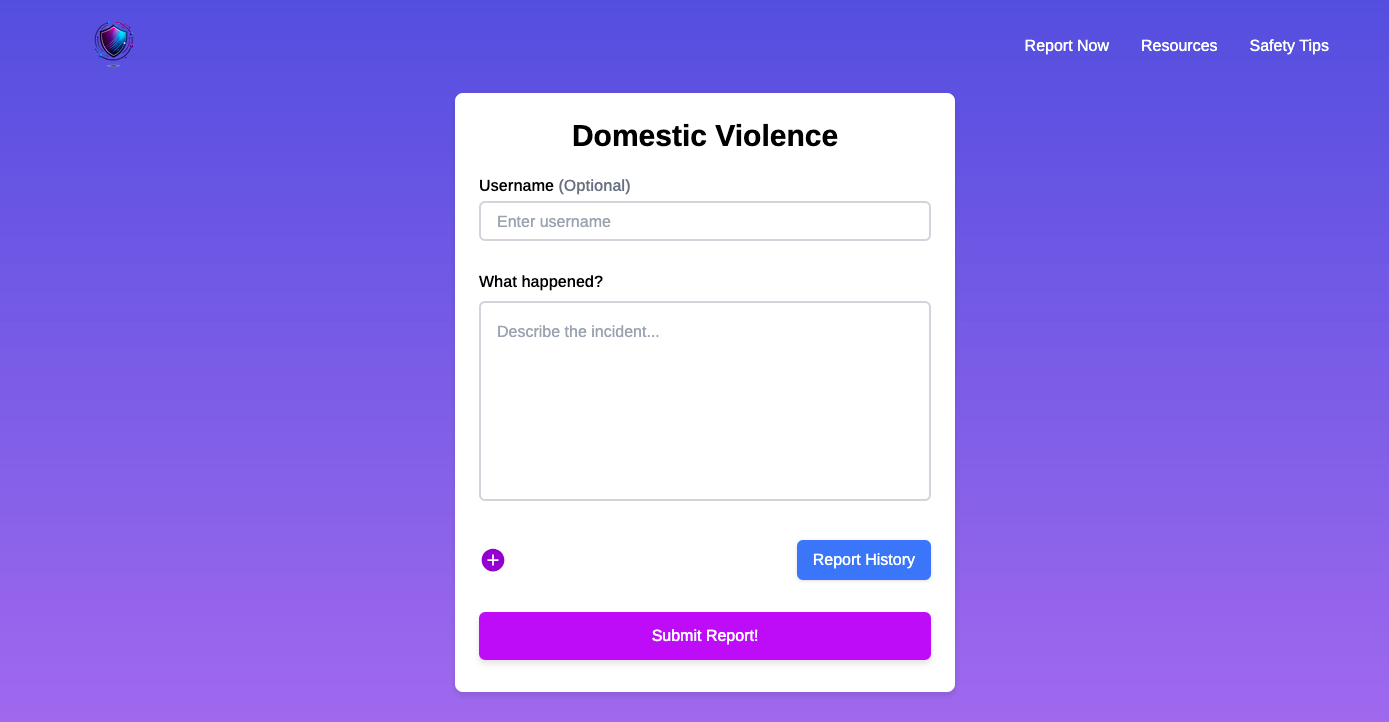 Report Now Resources Safety Tips
Domestic Violence
Username (Optional)
Enter username
What happened?
Describe the incident...
Report History
Submit Report!